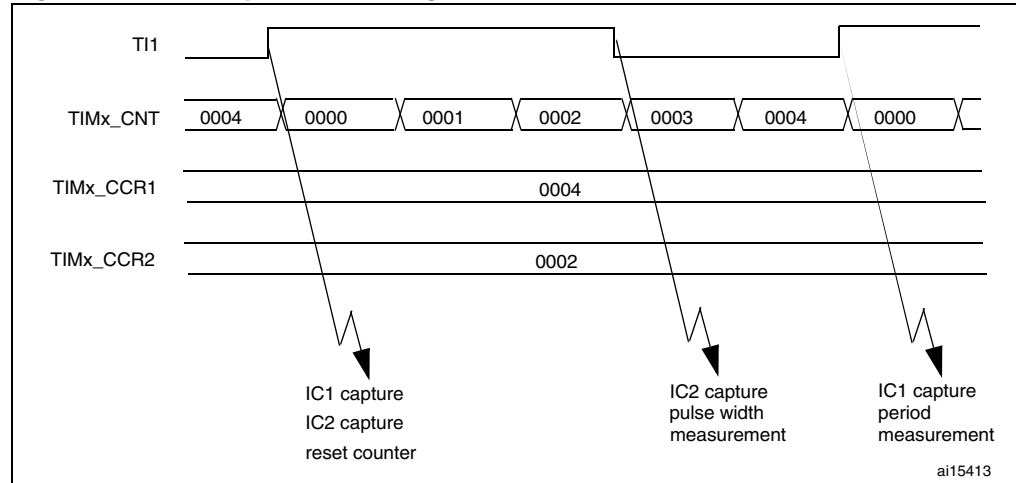 TI1
TIMx_CNT 0004 0000 0001 0002 0003 0004 0000
TIMx_CCR1 0004
TIMx_CCR2 0002
IC1 capture
IC2 capture
reset counter
IC2 capture
pulse width
measurement
IC1 capture
period
measurement
ai15413